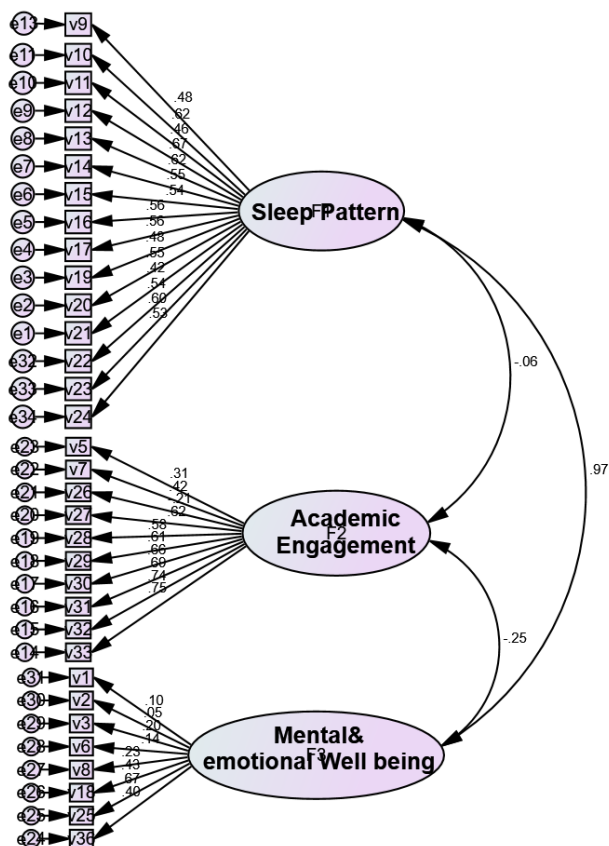 e13 v9
e11 v10
e10 v11
e9 v12
e8 v13
e7 v14
e6 v15
e5 v16
e4 v17
e3 v19
e2 v20
e1 v21
e32 v22
e33 v23
e34 v24
.48
.62
.46
.67
.62
.55
.54
.56
.56
.48
.55
.42
.54
.60
.53
Sleep Pattern
F1
-.06
.97
e23 v5
e22 v7
e21 v26
e20 v27
e19 v28
e18 v29
e17 v30
e16 v31
e15 v32
e14 v33
.31
.42
.21
.62
.58
.61
.66
.69
.74
.75
Academic
Engagement
F2
-.25
e31 v1
e30 v2
e29 v3
e28 v6
e27 v8
e26 v18
e25 v25
e24 v36
.10
.05
.20
.14
.23
.43
.67
.40
Mental&
emotional Well being
F3